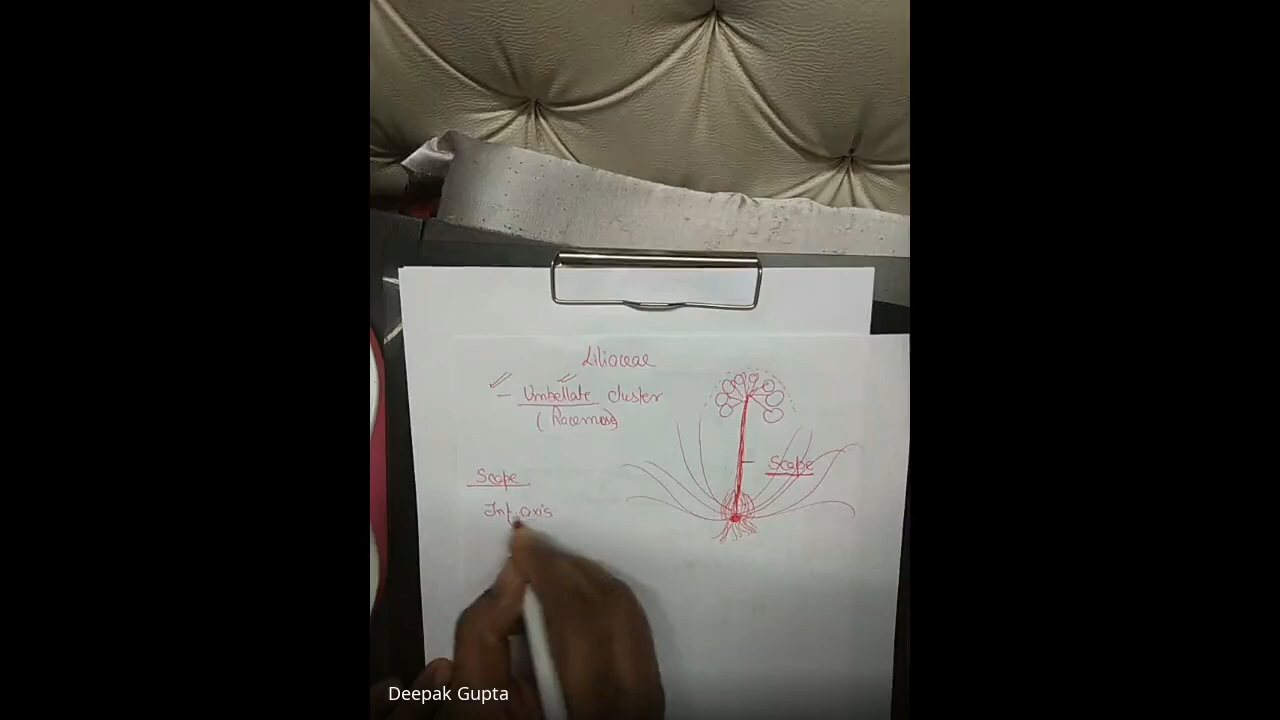 Liliaceae
- Umbellate cluster
(Racemose)
Scape
Scape
Inf. axis
Deepak Gupta